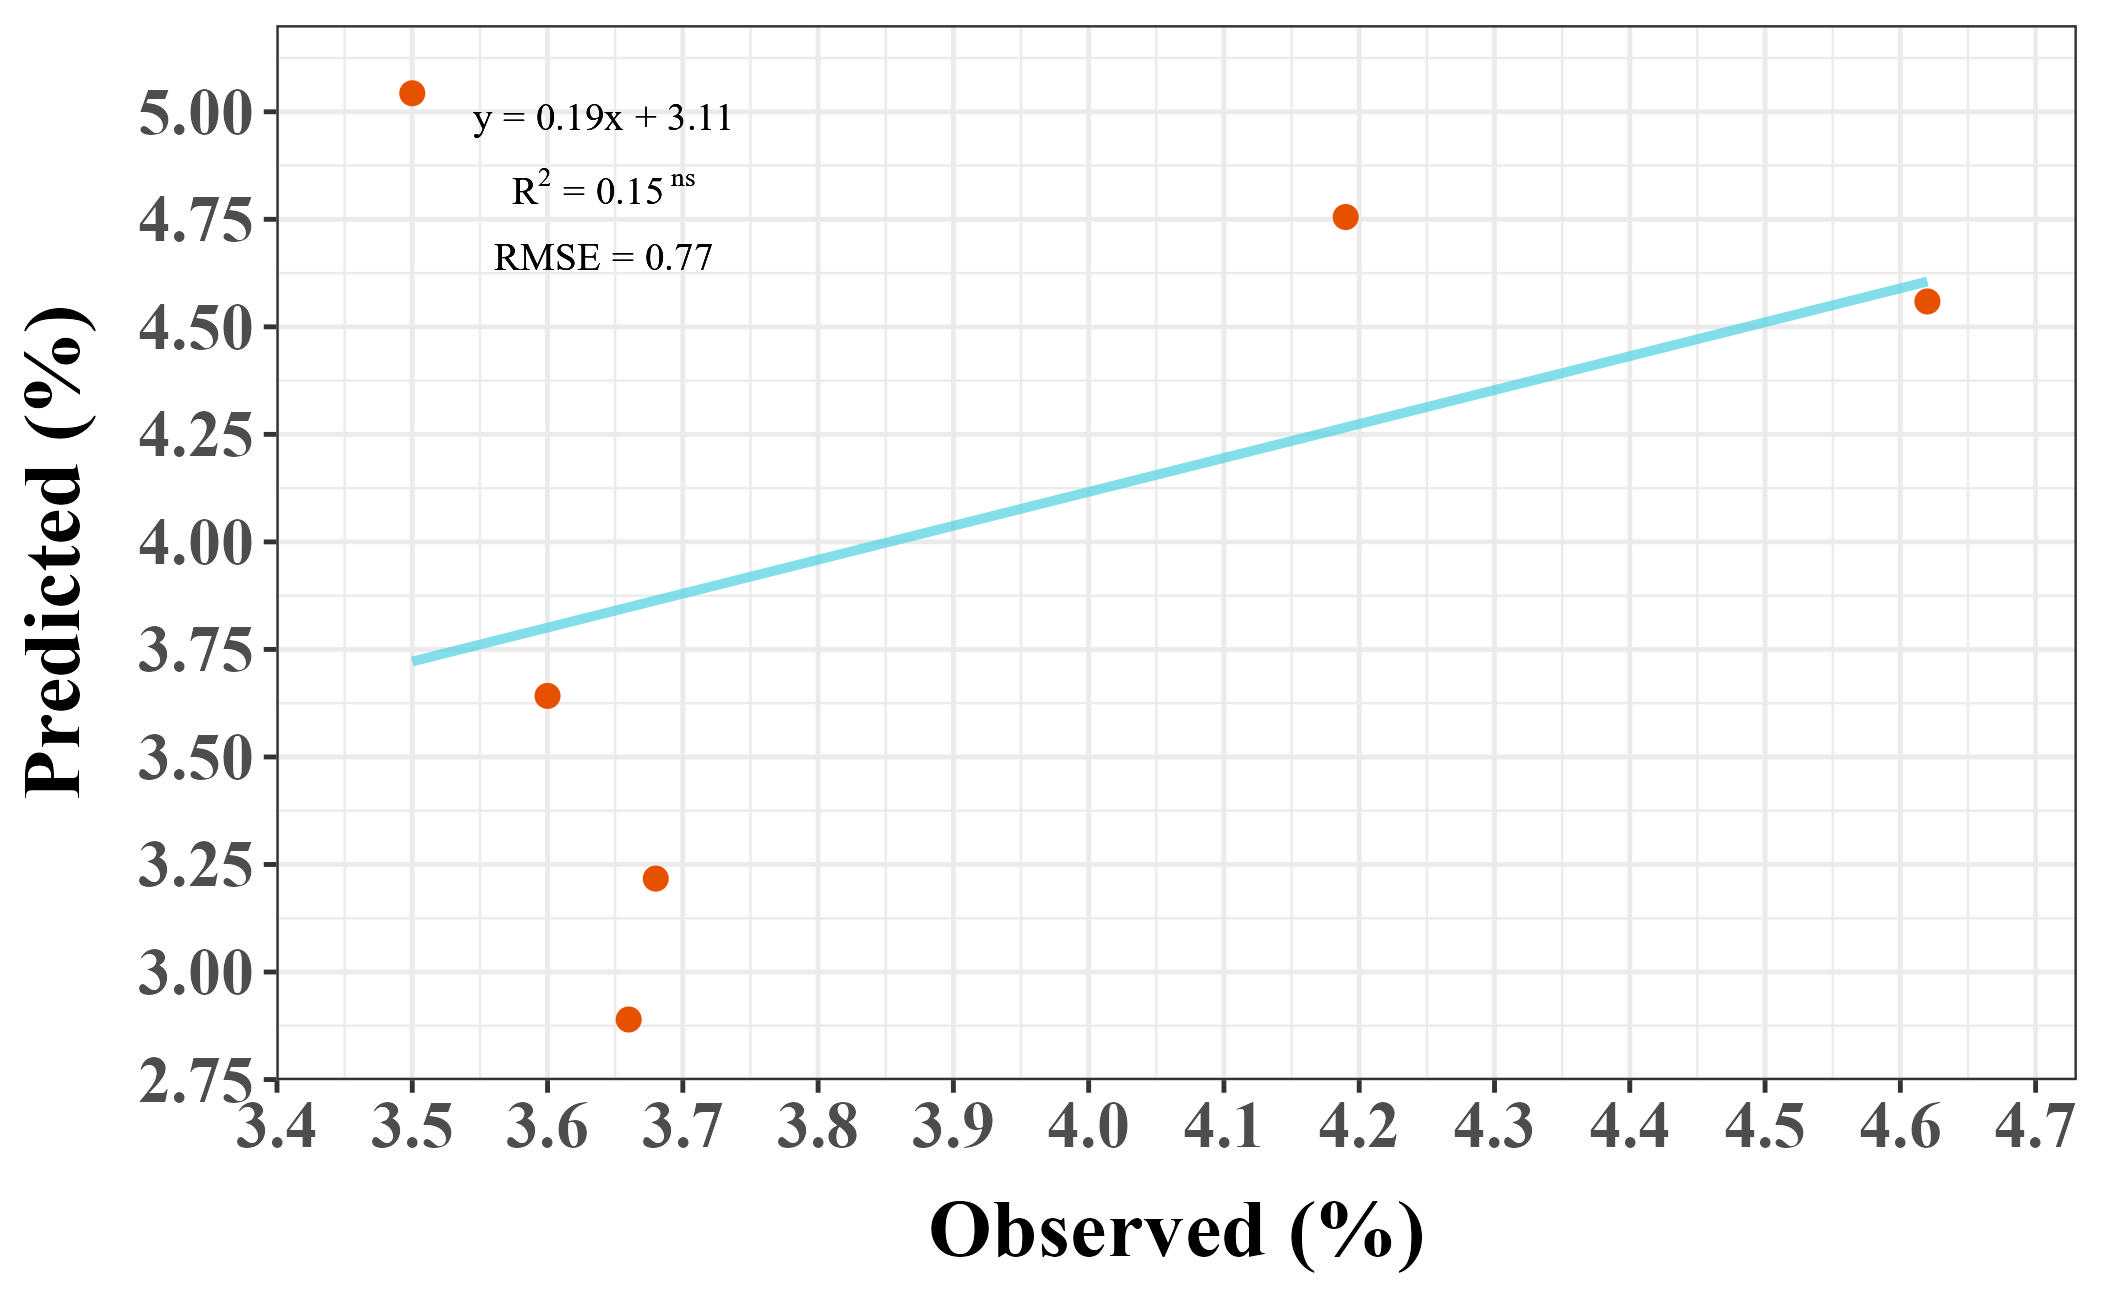 y = 0.19x + 3.11
R² = 0.15 ns
RMSE = 0.77
Predicted (%)
5.00
4.75
4.50
4.25
4.00
3.75
3.50
3.25
3.00
2.75
3.4 3.5 3.6 3.7 3.8 3.9 4.0 4.1 4.2 4.3 4.4 4.5 4.6 4.7
Observed (%)